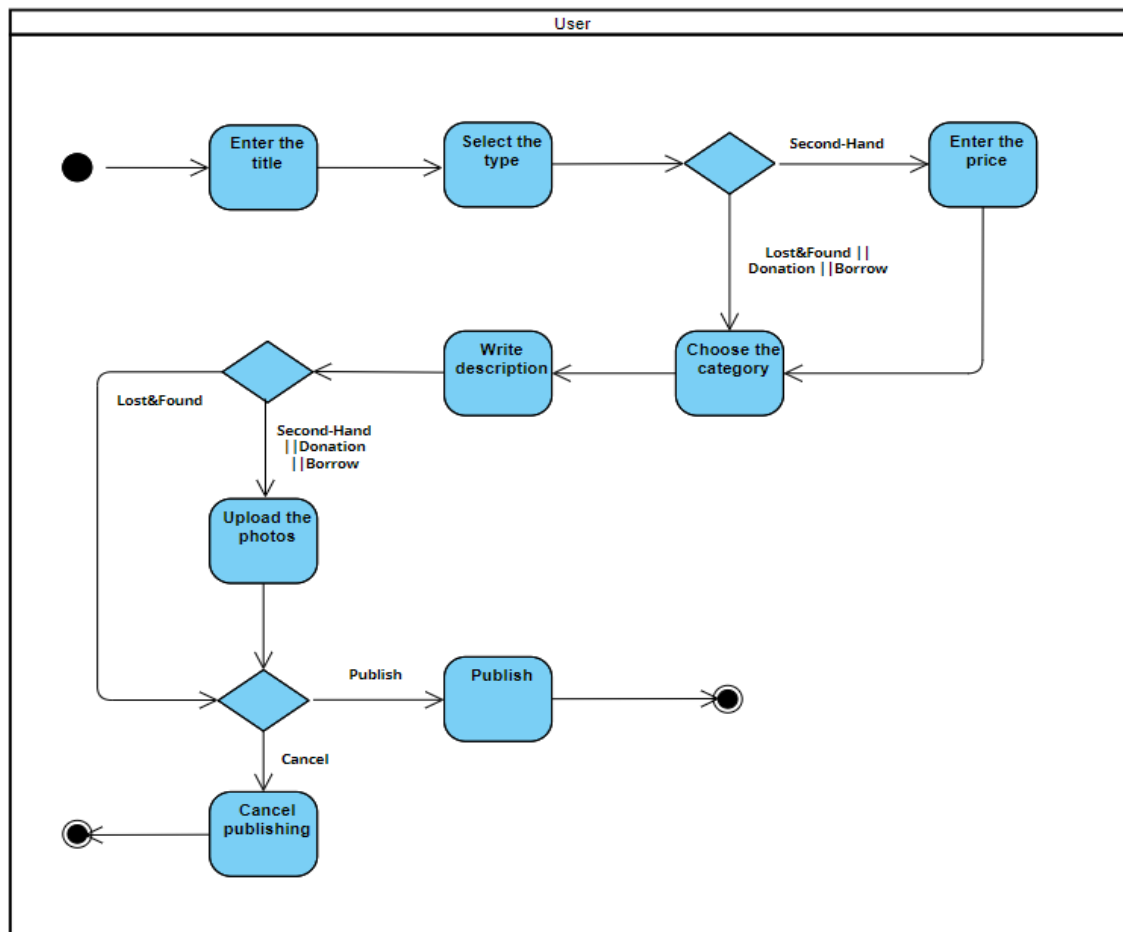 User
Enter the
title
Select the
type
Second-Hand
Enter the
price
Lost&Found ||
Donation ||Borrow
Choose the
category
Write
description
Lost&Found
Second-Hand
||Donation
||Borrow
Upload the
photos
Publish
Publish
Cancel
Cancel
publishing